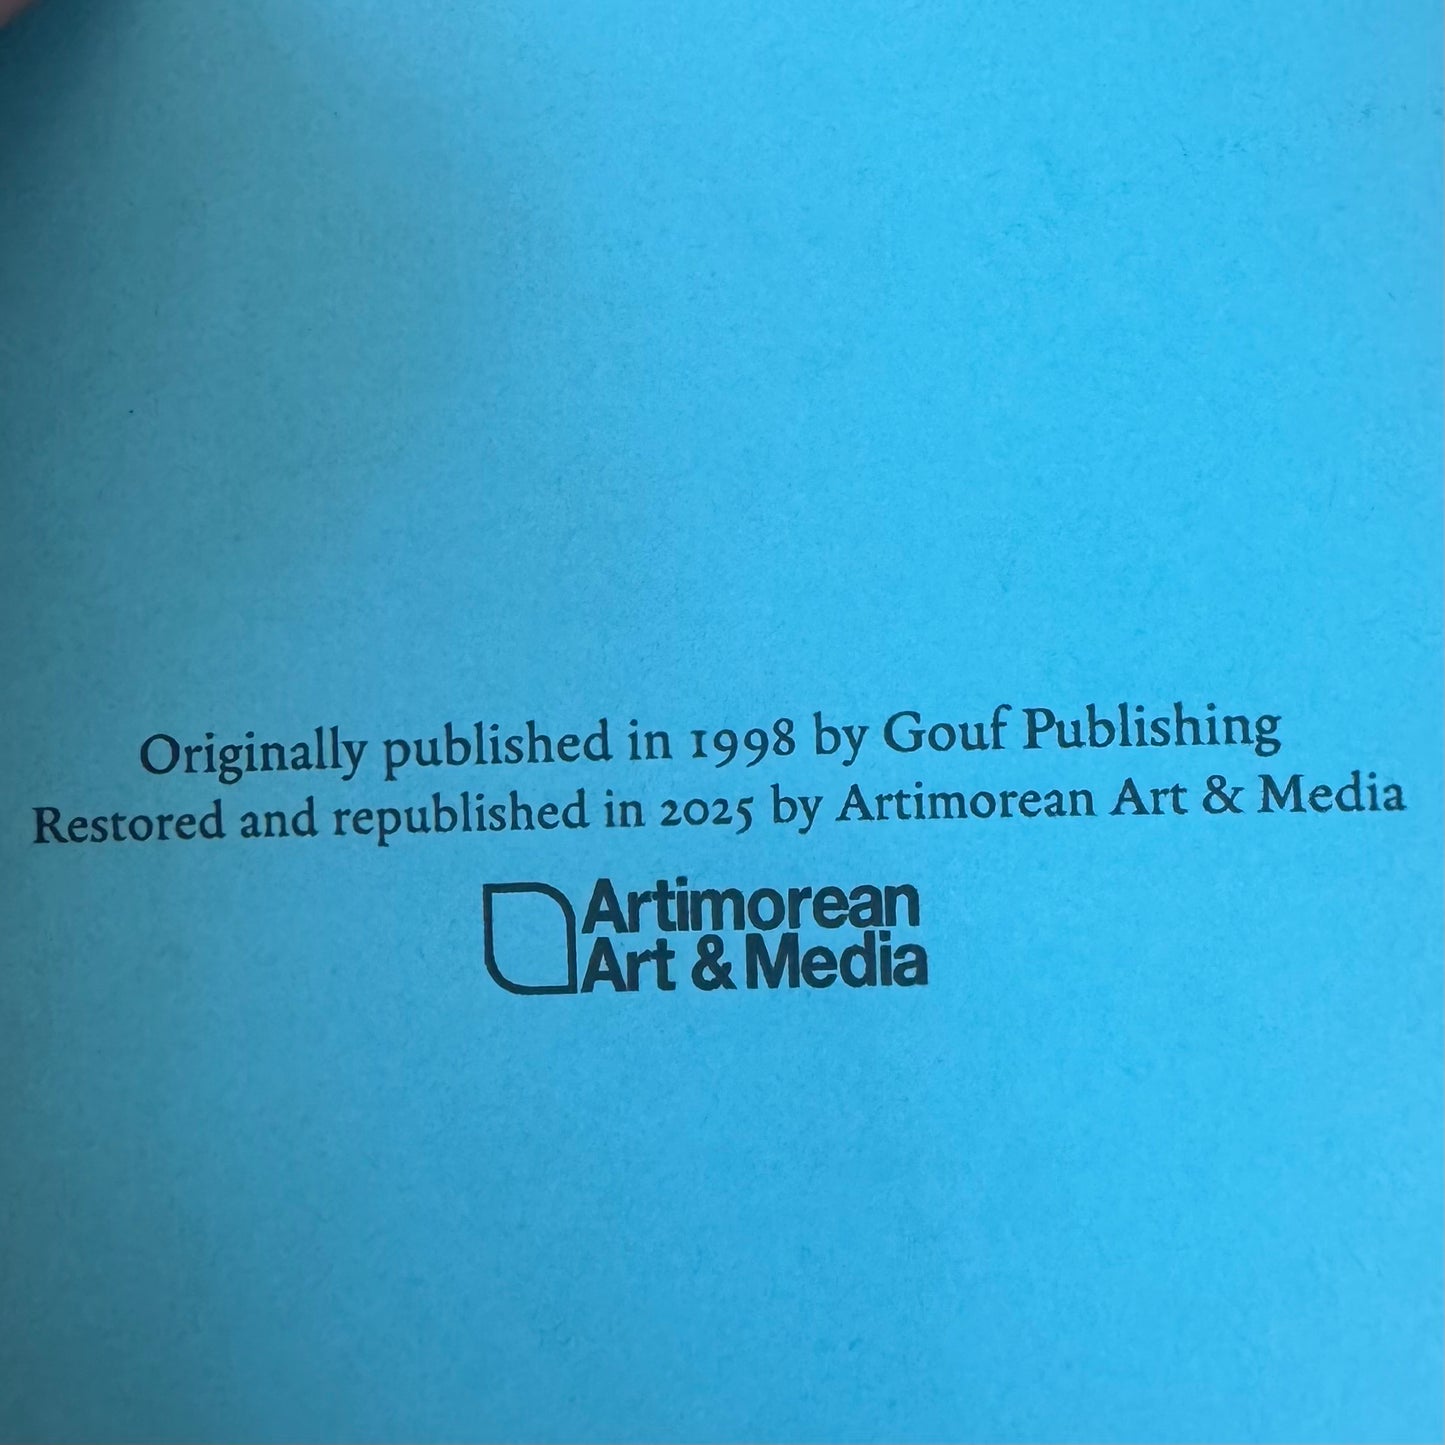 Originally published in 1998 by Gouf Publishing
Restored and republished in 2025 by Artimorean Art & Media
Artimorean
Art & Media